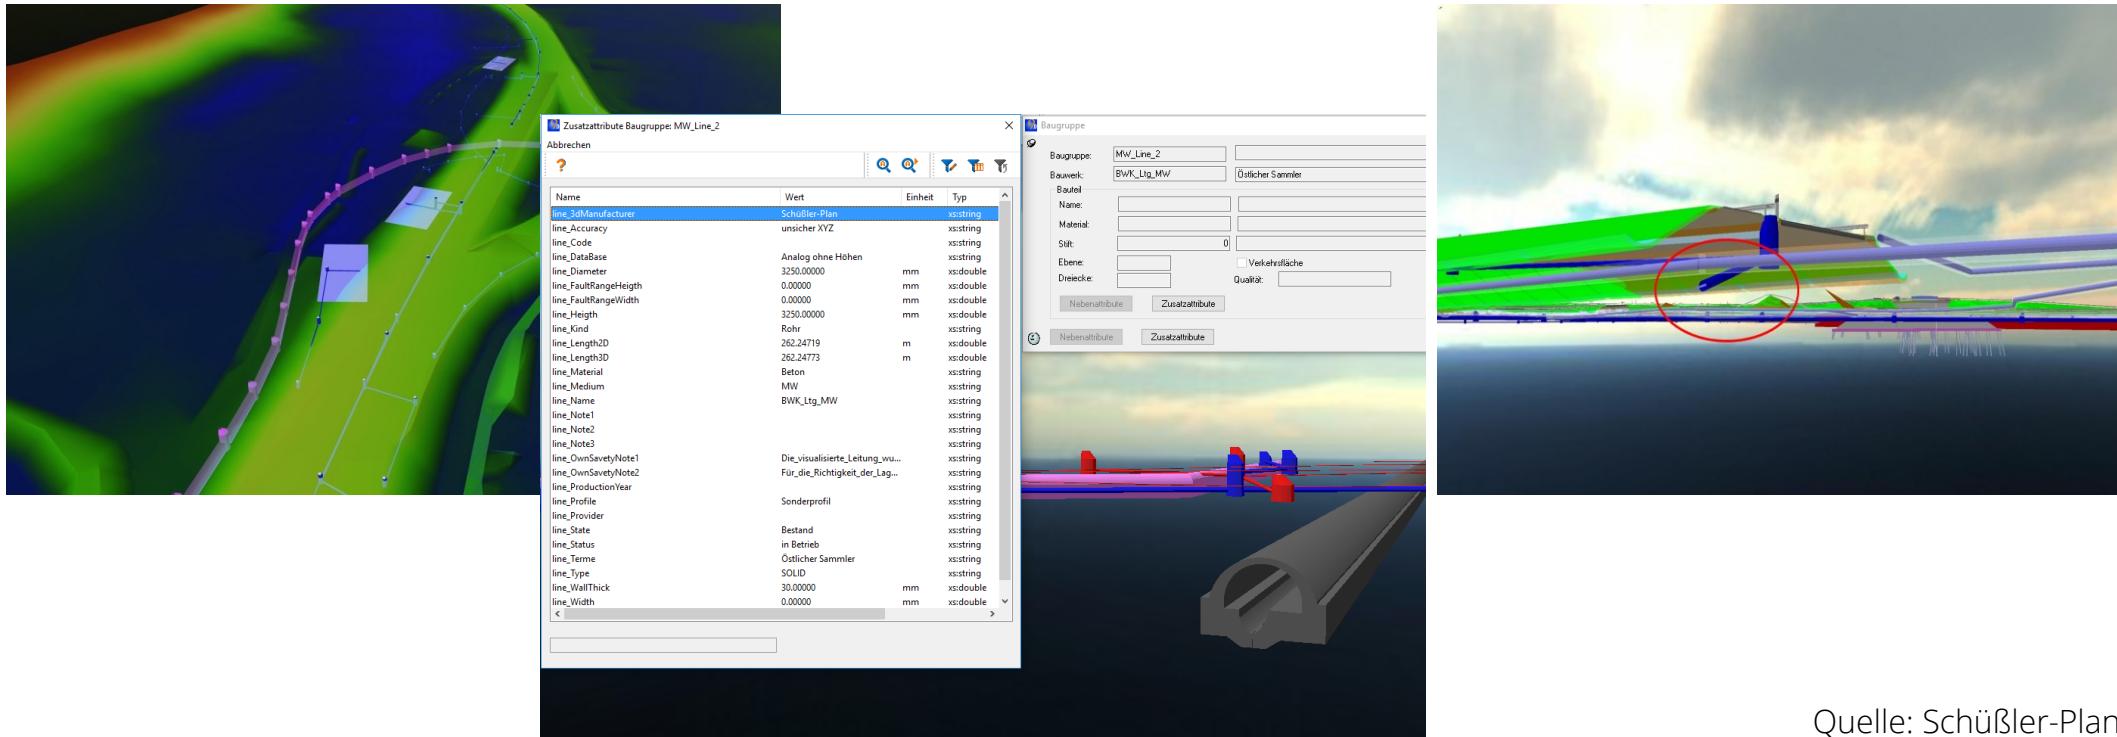 Zusatzattribute Baugruppe: MW_Line_2
Abbrechen
Name Wert Einheit Typ
line_3dManufacturer Schüßler-Plan xs:string
line_Accuracy unsicher XYZ xs:string
line_Code xs:string
line_DataBase Analog ohne Höhen xs:string
line_Diameter 3250.00000 mm xs:double
line_FaultRangeHeigth 0.00000 mm xs:double
line_FaultRangeWidth 0.00000 mm xs:double
line_Heigth 3250.00000 mm xs:double
line_Kind Rohr xs:string
line_Length2D 262.24719 m xs:double
line_Length3D 262.24773 m xs:double
line_Material Beton xs:string
line_Medium MW xs:string
line_Name BWK_Ltg_MW xs:string
line_Note1 xs:string
line_Note2 xs:string
line_Note3 xs:string
line_OwnSavetyNote1 Die_visualisierte_Leitung_wu... xs:string
line_OwnSavetyNote2 Für_die_Richtigkeit_der_Lag... xs:string
line_ProductionYear xs:string
line_Profile Sonderprofil xs:string
line_Provider xs:string
line_State Bestand xs:string
line_Status in Betrieb xs:string
line_Terme Östlicher Sammler xs:string
line_Type SOLID xs:string
line_WallThick 30.00000 mm xs:double
line_Width 0.00000 mm xs:double
Baugruppe
Baugruppe: MW_Line_2
Bauwerk: BWK_Ltg_MW Östlicher Sammler
Bauteil
Name:
Material:
Stift: 0
Ebene: Verkehrsfläche
Dreiecke: Qualität:
Nebenattribute Zusatzattribute
Nebenattribute Zusatzattribute
Quelle: Schüßler-Plan